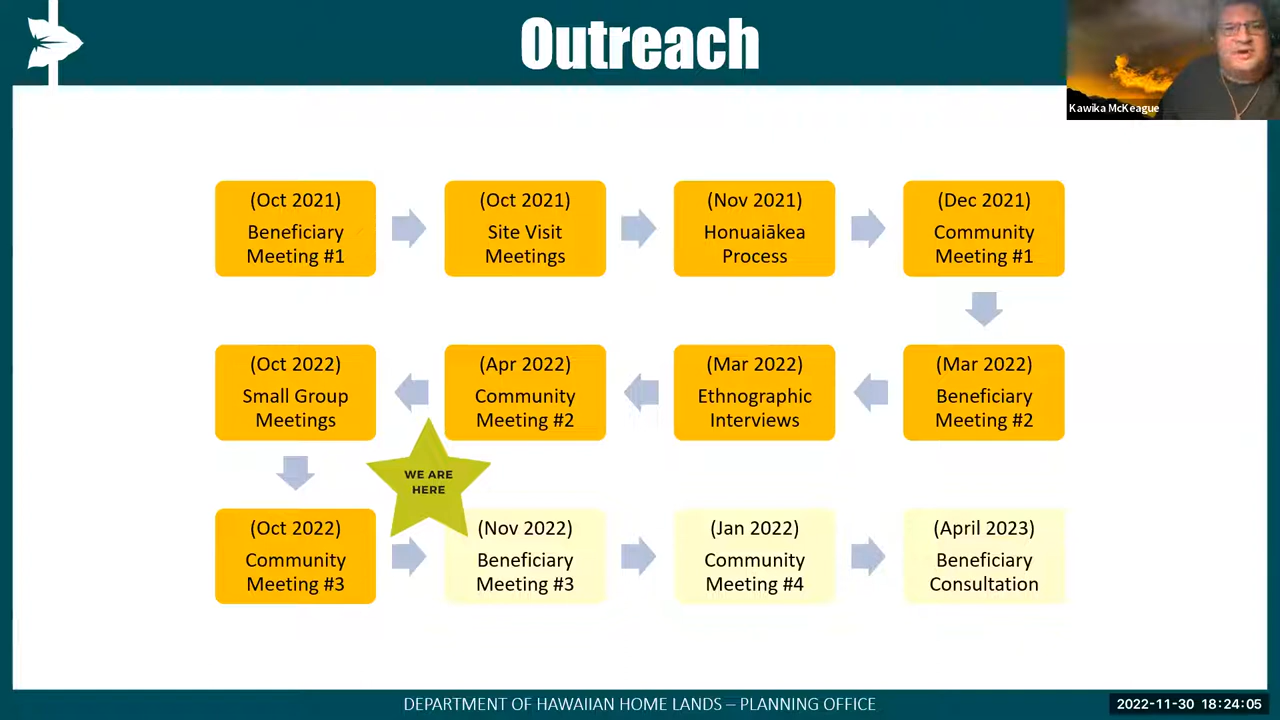 Outreach
Kawika McKeague
(Oct 2021)
Beneficiary
Meeting #1
(Oct 2021)
Site Visit
Meetings
(Nov 2021)
Honuaiākea
Process
(Dec 2021)
Community
Meeting #1
(Mar 2022)
Beneficiary
Meeting #2
(Mar 2022)
Ethnographic
Interviews
(Apr 2022)
Community
Meeting #2
(Oct 2022)
Small Group
Meetings
WE ARE
HERE
(Oct 2022)
Community
Meeting #3
(Nov 2022)
Beneficiary
Meeting #3
(Jan 2022)
Community
Meeting #4
(April 2023)
Beneficiary
Consultation
DEPARTMENT OF HAWAIIAN HOME LANDS – PLANNING OFFICE
2022-11-30 18:24:05